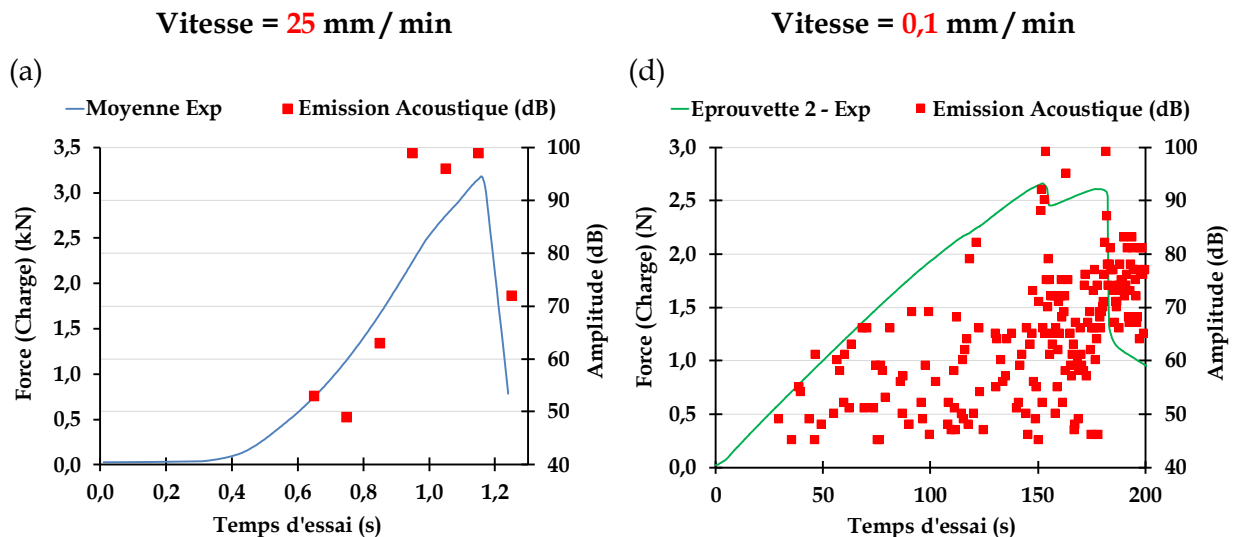 Vitesse = 25 mm / min
(a)
Moyenne Exp
Emission Acoustique (dB)
Force (Charge) (kN)
3,5
3,0
2,5
2,0
1,5
1,0
0,5
0,0
100
90
80
70
60
50
40
Amplitude (dB)
0,0 0,2 0,4 0,6 0,8 1,0 1,2
Temps d'essai (s)
Vitesse = 0,1 mm / min
(d)
Eprouvette 2 - Exp
Emission Acoustique (dB)
Force (Charge) (N)
3,0
2,5
2,0
1,5
1,0
0,5
0,0
100
90
80
70
60
50
40
Amplitude (dB)
0 50 100 150 200
Temps d'essai (s)